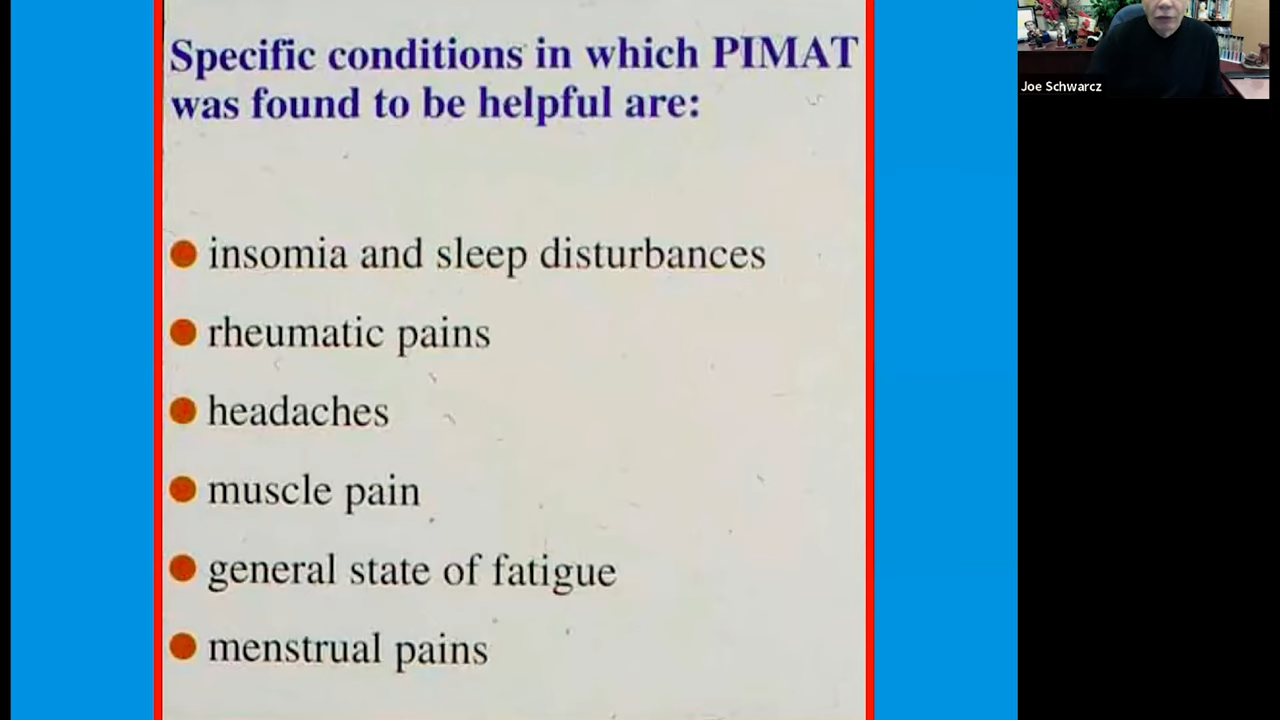 Specific conditions in which PIMAT
was found to be helpful are:
insomia and sleep disturbances
rheumatic pains
headaches
muscle pain
general state of fatigue
menstrual pains
Joe Schwarcz